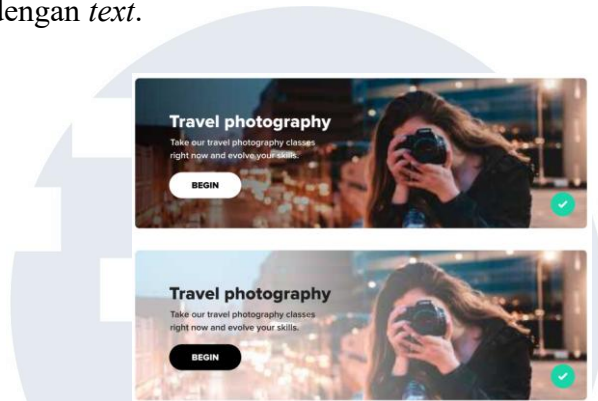 dengan text.
Travel photography
Take our travel photography classes
right now and evolve your skills.
BEGIN
Travel photography
Take our travel photography classes
right now and evolve your skills.
BEGIN